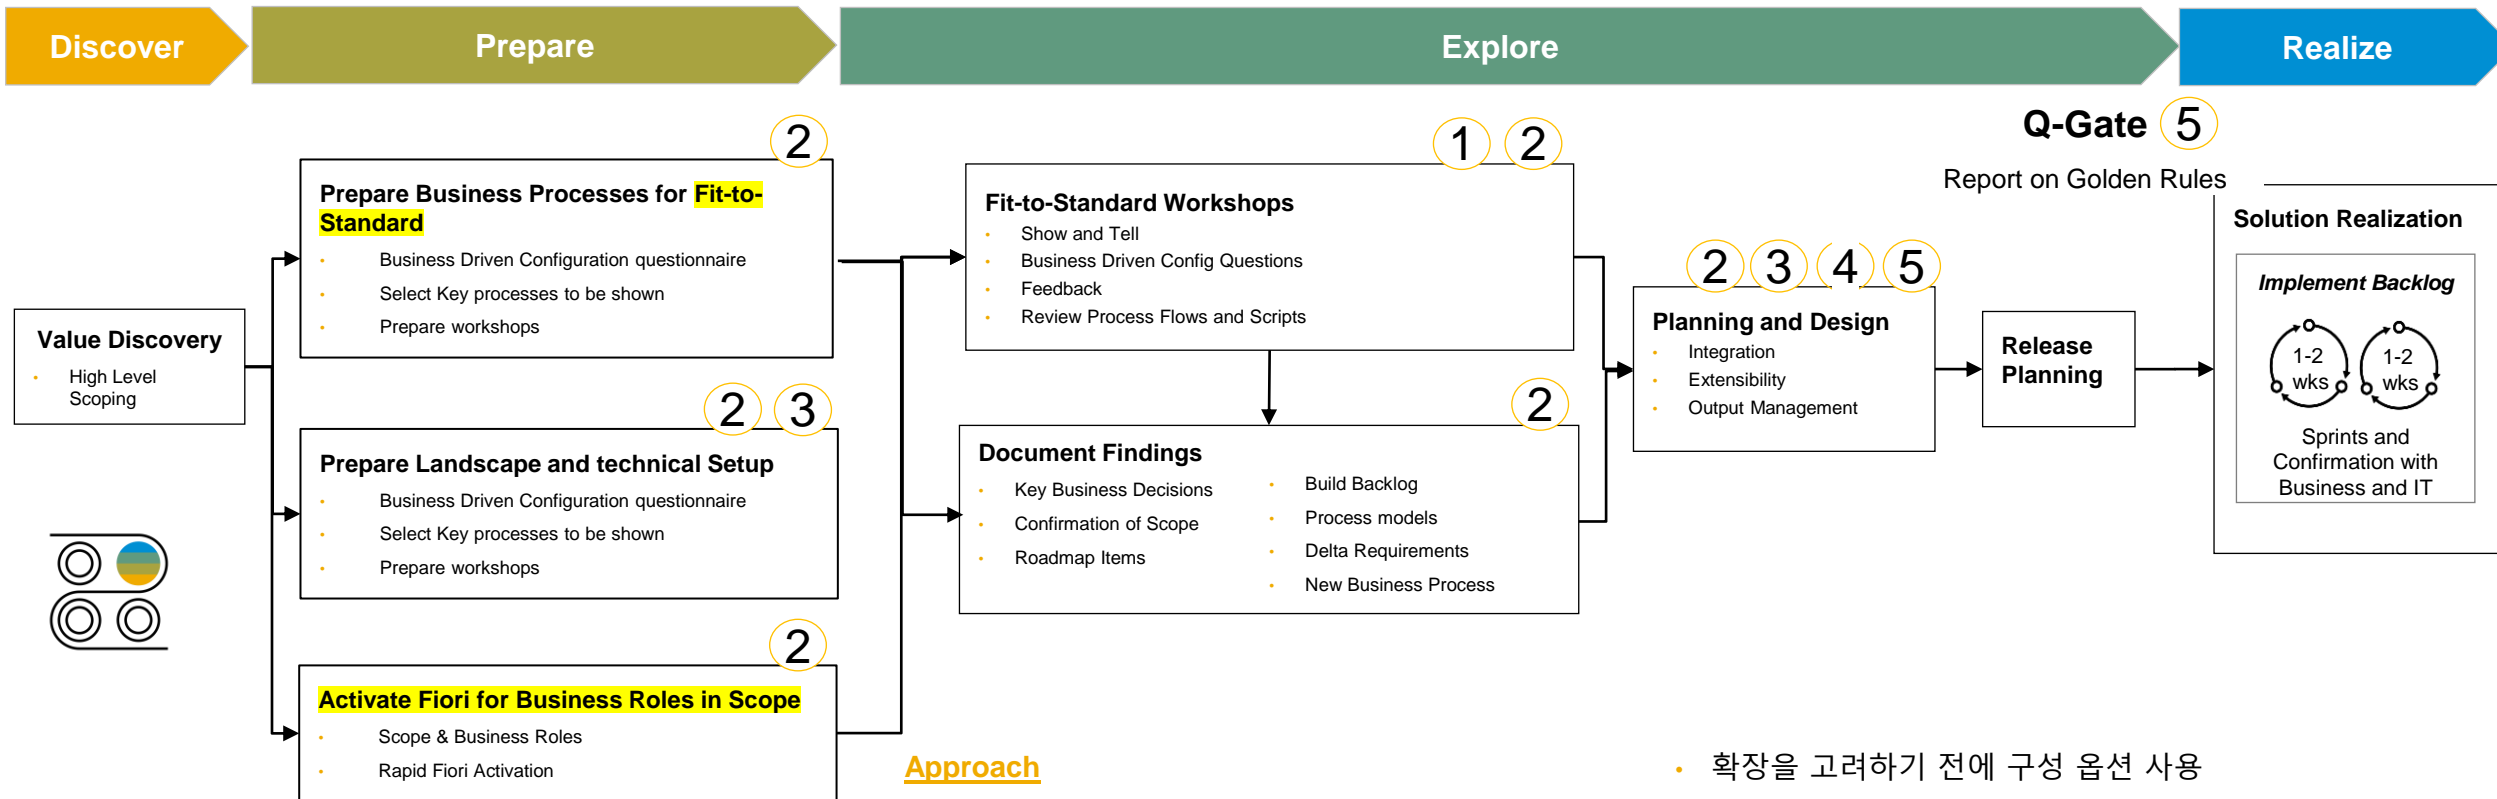 Discover
Prepare
Explore
Realize
Q-Gate 5
Report on Golden Rules
Value Discovery
• High Level
Scoping
2
Prepare Business Processes for Fit-to-
Standard
• Business Driven Configuration questionnaire
• Select Key processes to be shown
• Prepare workshops
2 3
Prepare Landscape and technical Setup
• Business Driven Configuration questionnaire
• Select Key processes to be shown
• Prepare workshops
2
Activate Fiori for Business Roles in Scope
• Scope & Business Roles
• Rapid Fiori Activation
1 2
Fit-to-Standard Workshops
• Show and Tell
• Business Driven Config Questions
• Feedback
• Review Process Flows and Scripts
2
Document Findings
• Key Business Decisions
• Confirmation of Scope
• Roadmap Items
• Build Backlog
• Process models
• Delta Requirements
• New Business Process
2 3 4 5
Planning and Design
• Integration
• Extensibility
• Output Management
Release
Planning
Solution Realization
Implement Backlog
1-2
wks
1-2
wks
Sprints and
Confirmation with
Business and IT
Approach
• 확장을 고려하기 전에 구성 옵션 사용